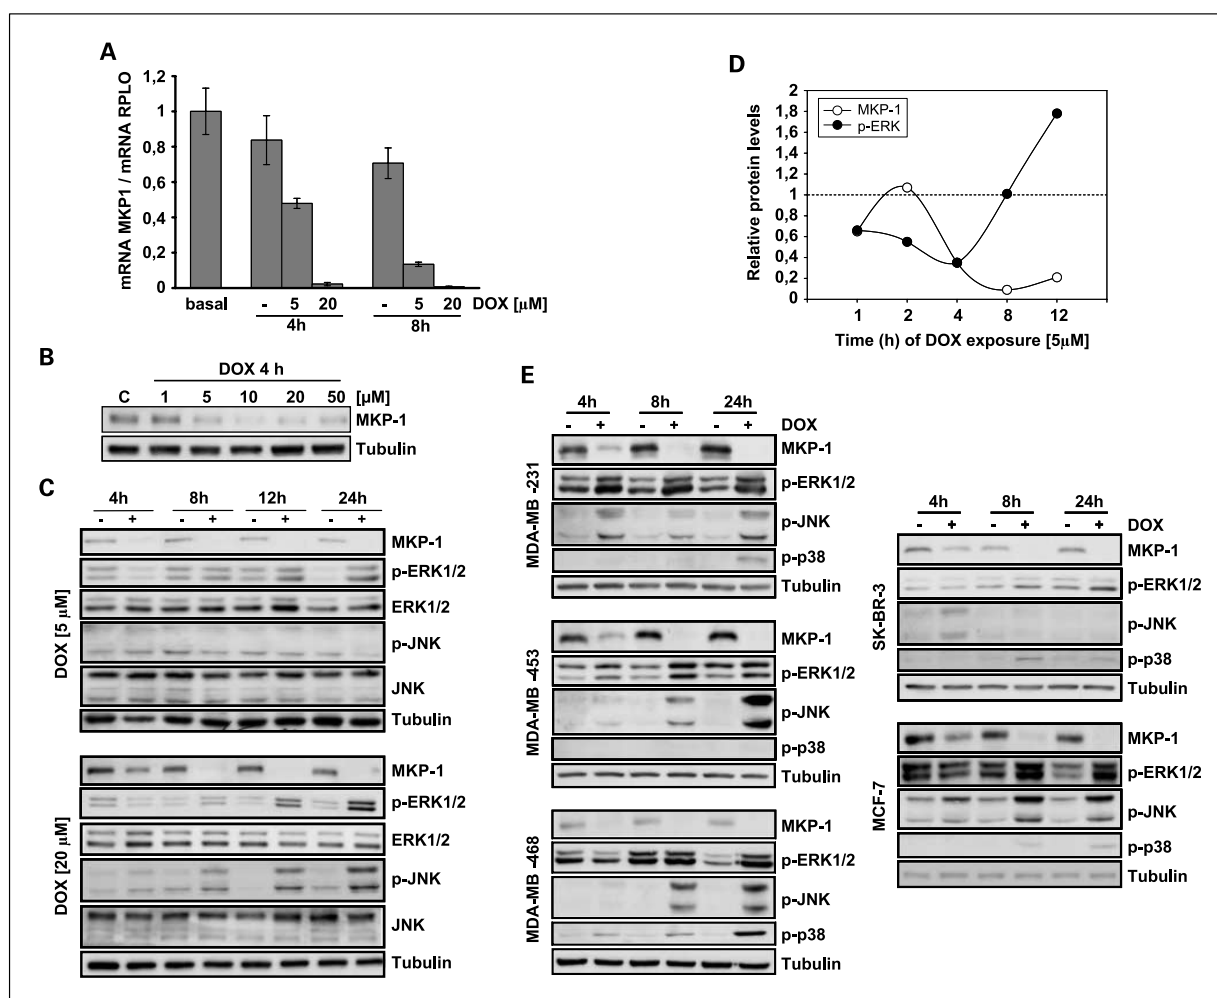 A
mRNA MKP1 / mRNA RPLO
1,2
1
0,8
0,6
0,4
0,2
0
basal - 5 20 - 5 20 DOX [μM]
4h 8h
B
DOX 4 h
C 1 5 10 20 50 [μM]
MKP-1
Tubulin
C
4h 8h 12h 24h
- + - + - + - +
DOX [5 μM]
MKP-1
p-ERK1/2
ERK1/2
p-JNK
JNK
Tubulin
DOX [20 μM]
MKP-1
p-ERK1/2
ERK1/2
p-JNK
JNK
Tubulin
D
Relative protein levels
2
1,8
1,6
1,4
1,2
1
0,8
0,6
0,4
0,2
0
MKP-1
p-ERK
1 2 4 8 12
Time (h) of DOX exposure [5μM]
E
4h 8h 24h
- + - + - + DOX
MDA-MB -231
MKP-1
p-ERK1/2
p-JNK
p-p38
Tubulin
MDA-MB -453
MKP-1
p-ERK1/2
p-JNK
p-p38
Tubulin
MDA-MB -468
MKP-1
p-ERK1/2
p-JNK
p-p38
Tubulin
4h 8h 24h
- + - + - + DOX
SK-BR-3
MKP-1
p-ERK1/2
p-JNK
p-p38
Tubulin
MCF-7
MKP-1
p-ERK1/2
p-JNK
p-p38
Tubulin